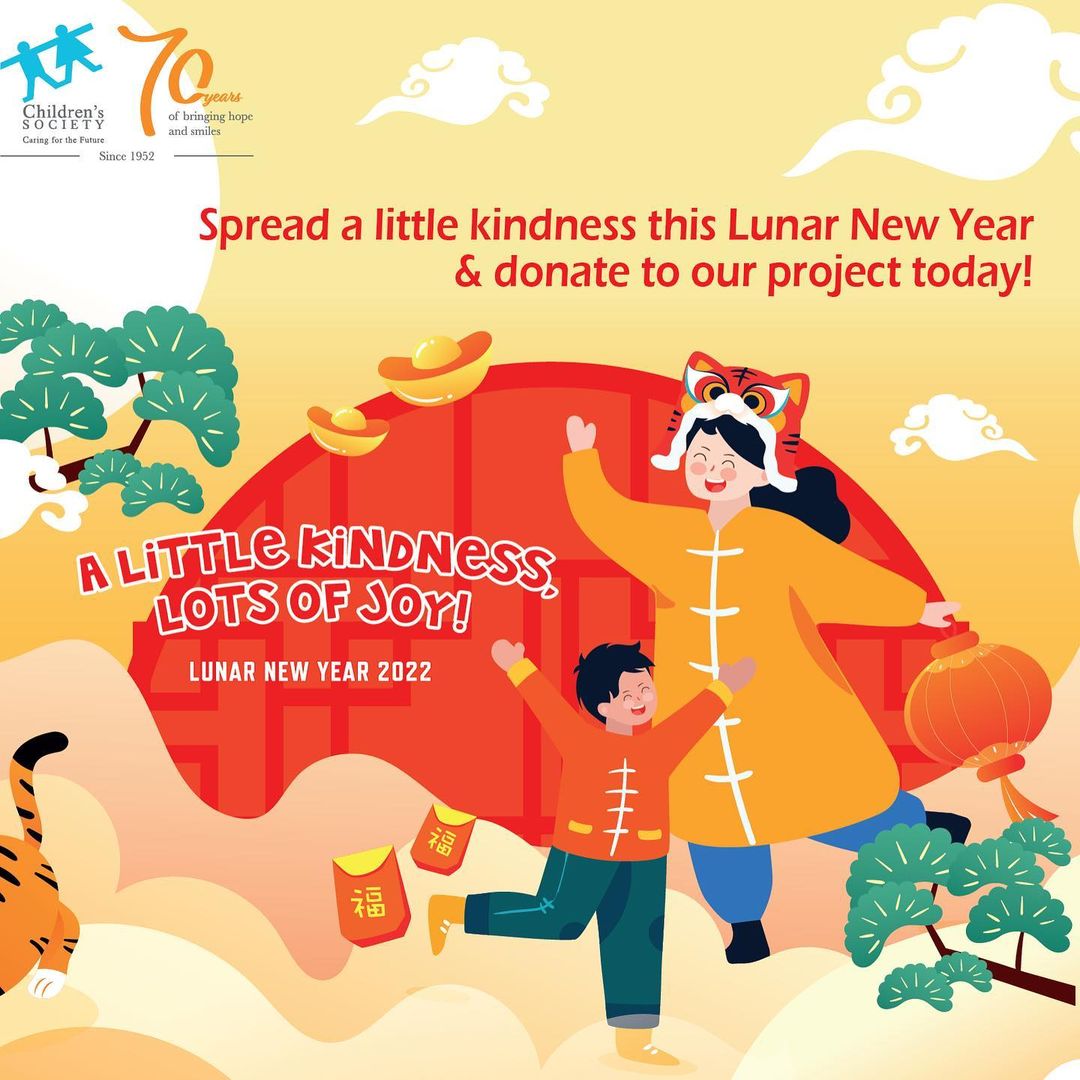 Children's
SOCIETY
Caring for the Future
70 years
of bringing hope
and smiles
Since 1952
Spread a little kindness this Lunar New Year
& donate to our project today!
A LiTTLe KiNDNeSS,
LOTS OF JOY!
LUNAR NEW YEAR 2022
福
福